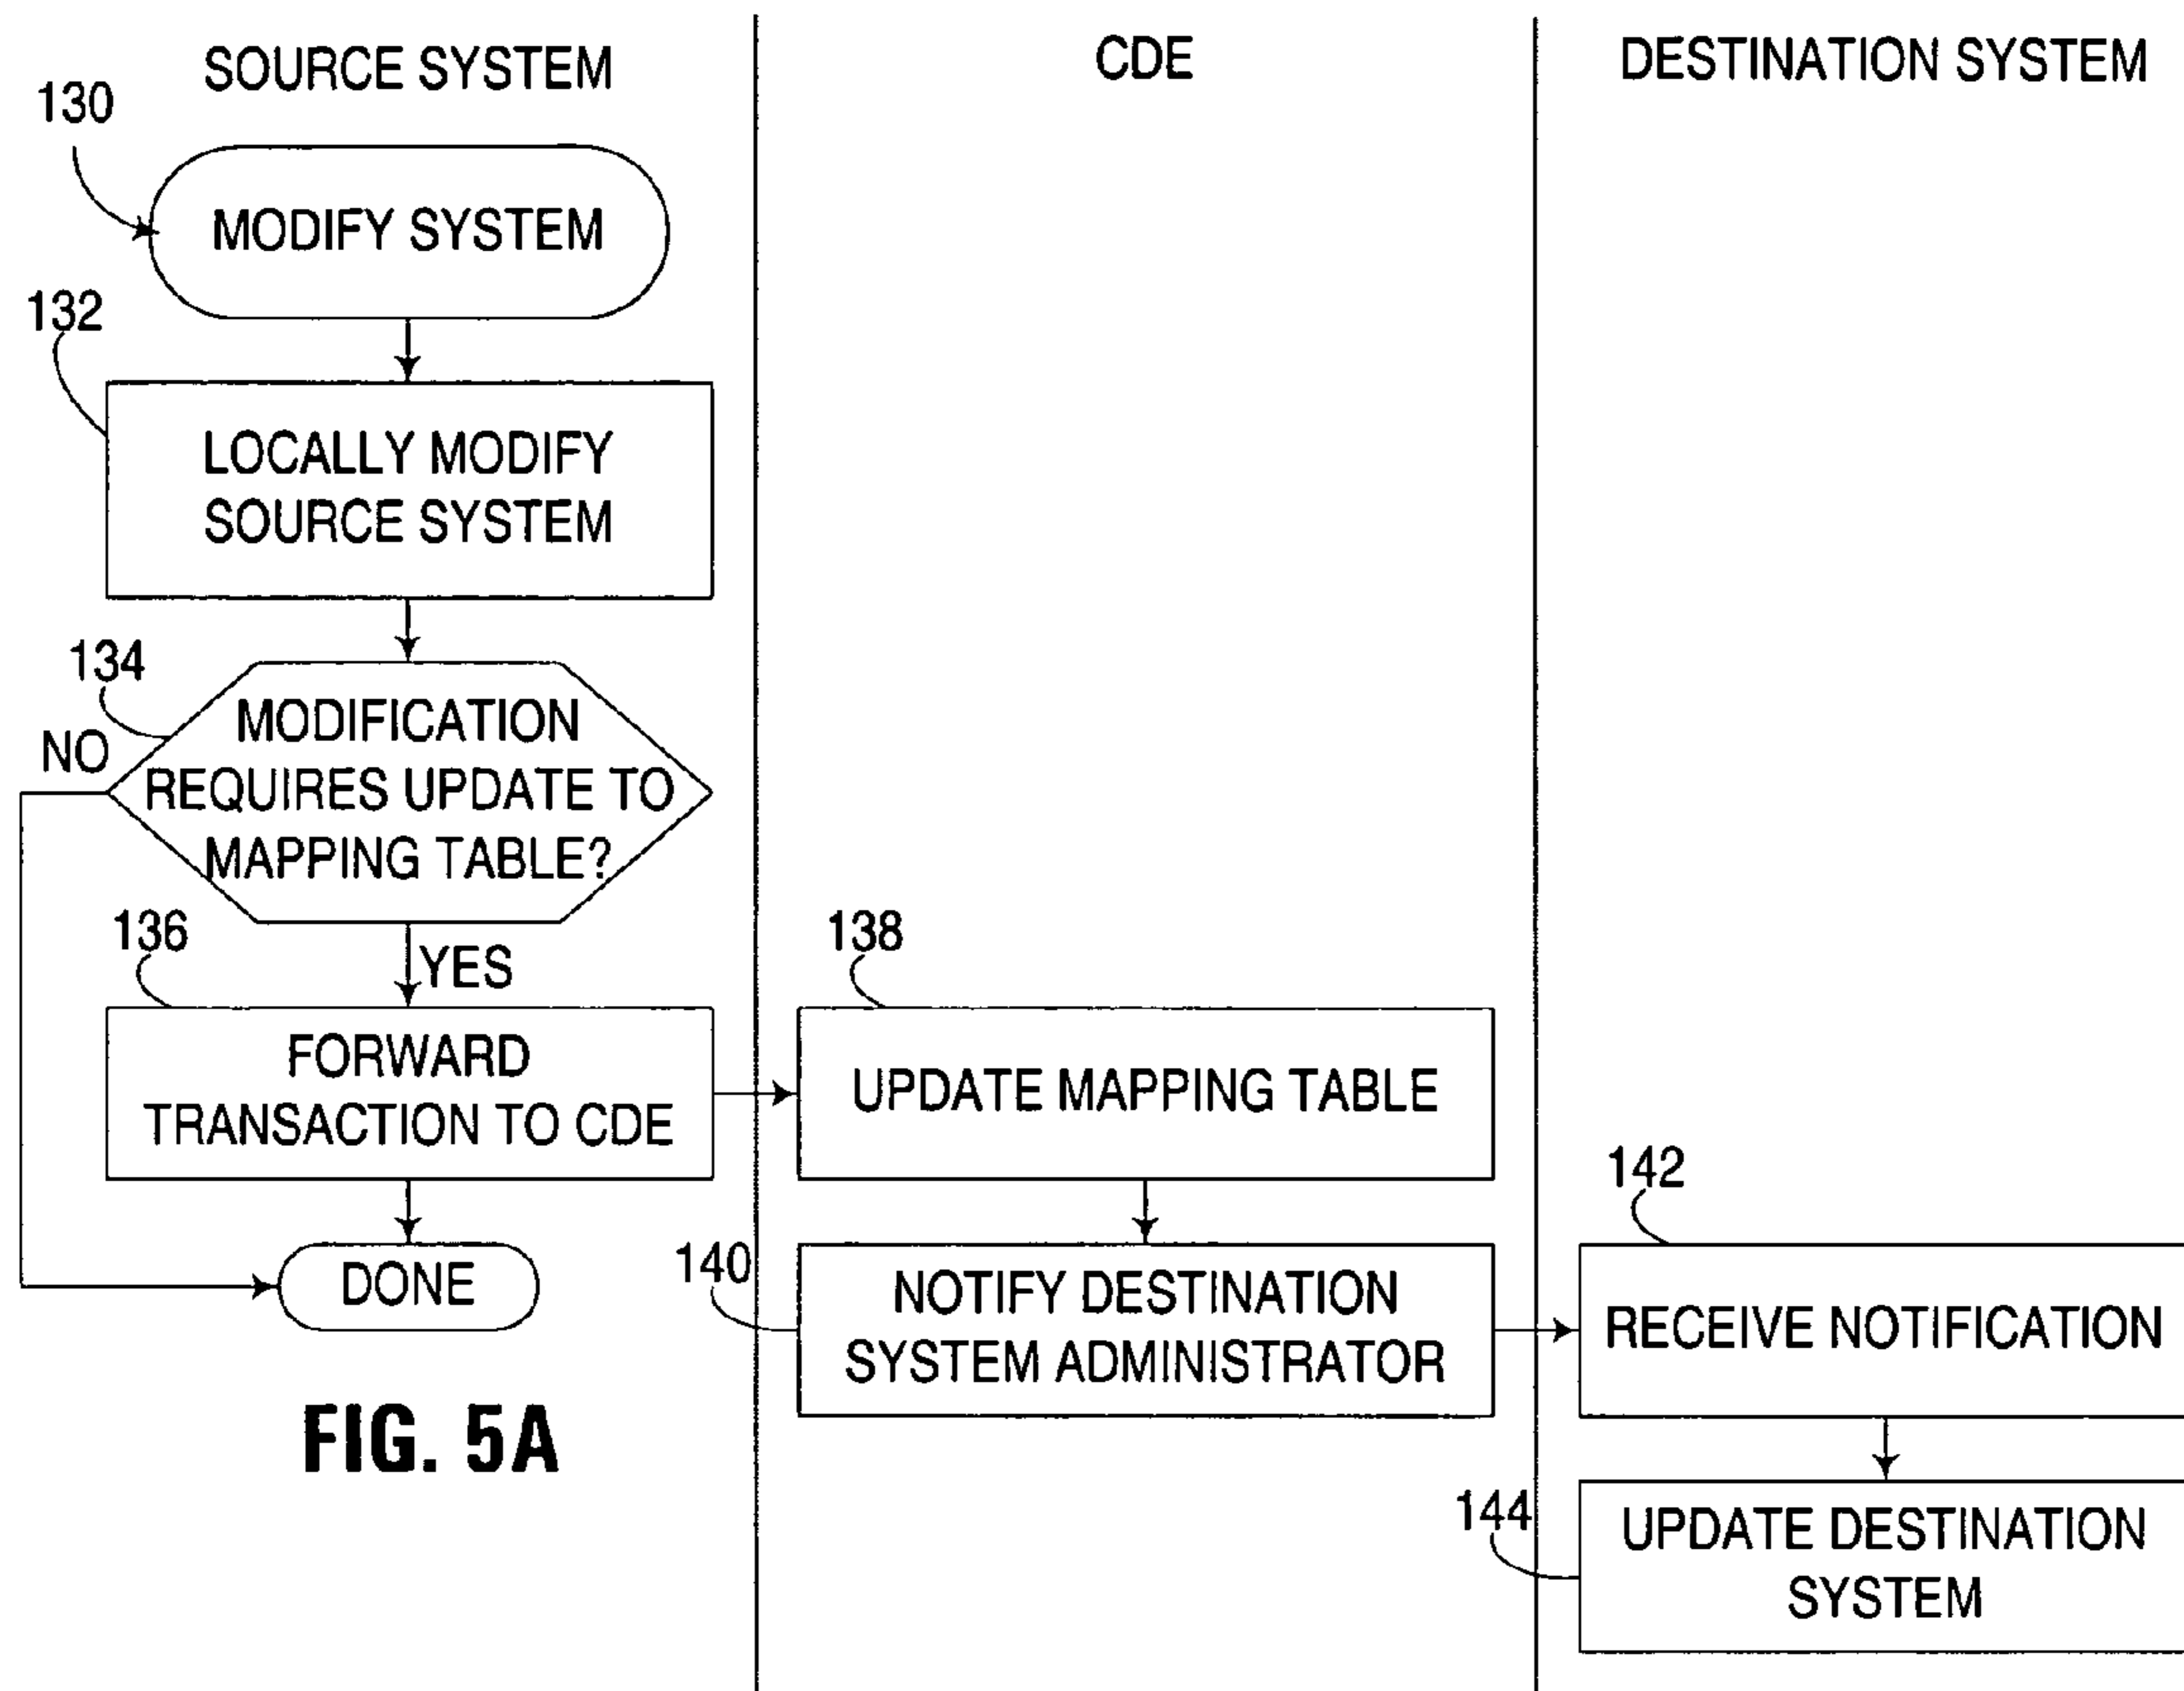 SOURCE SYSTEM
CDE
DESTINATION SYSTEM
130
MODIFY SYSTEM
132
LOCALLY MODIFY
SOURCE SYSTEM
134
NO
MODIFICATION
REQUIRES UPDATE TO
MAPPING TABLE?
YES
136
FORWARD
TRANSACTION TO CDE
138
UPDATE MAPPING TABLE
DONE
140
NOTIFY DESTINATION
SYSTEM ADMINISTRATOR
142
RECEIVE NOTIFICATION
144
UPDATE DESTINATION
SYSTEM
FIG. 5A